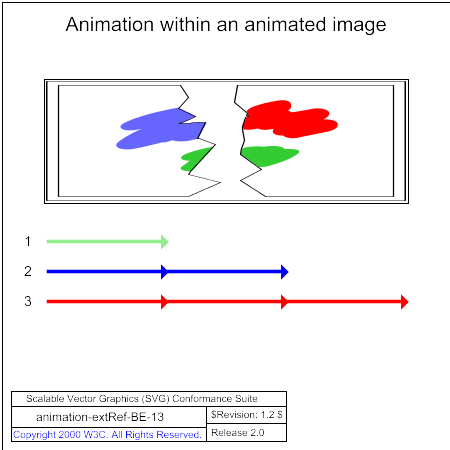 Animation within an animated image
1
2
3
Scalable Vector Graphics (SVG) Conformance Suite
animation-extRef-BE-13
$Revision: 1.2 $
Copyright 2000 W3C. All Rights Reserved.
Release 2.0